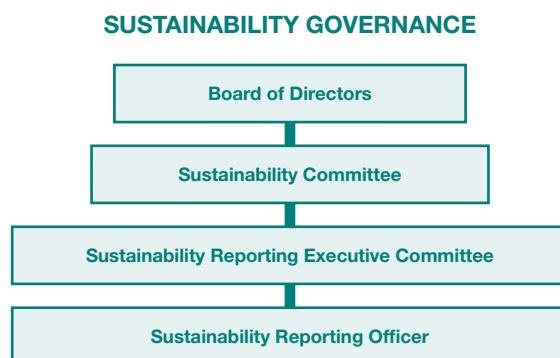 SUSTAINABILITY GOVERNANCE
Board of Directors
Sustainability Committee
Sustainability Reporting Executive Committee
Sustainability Reporting Officer